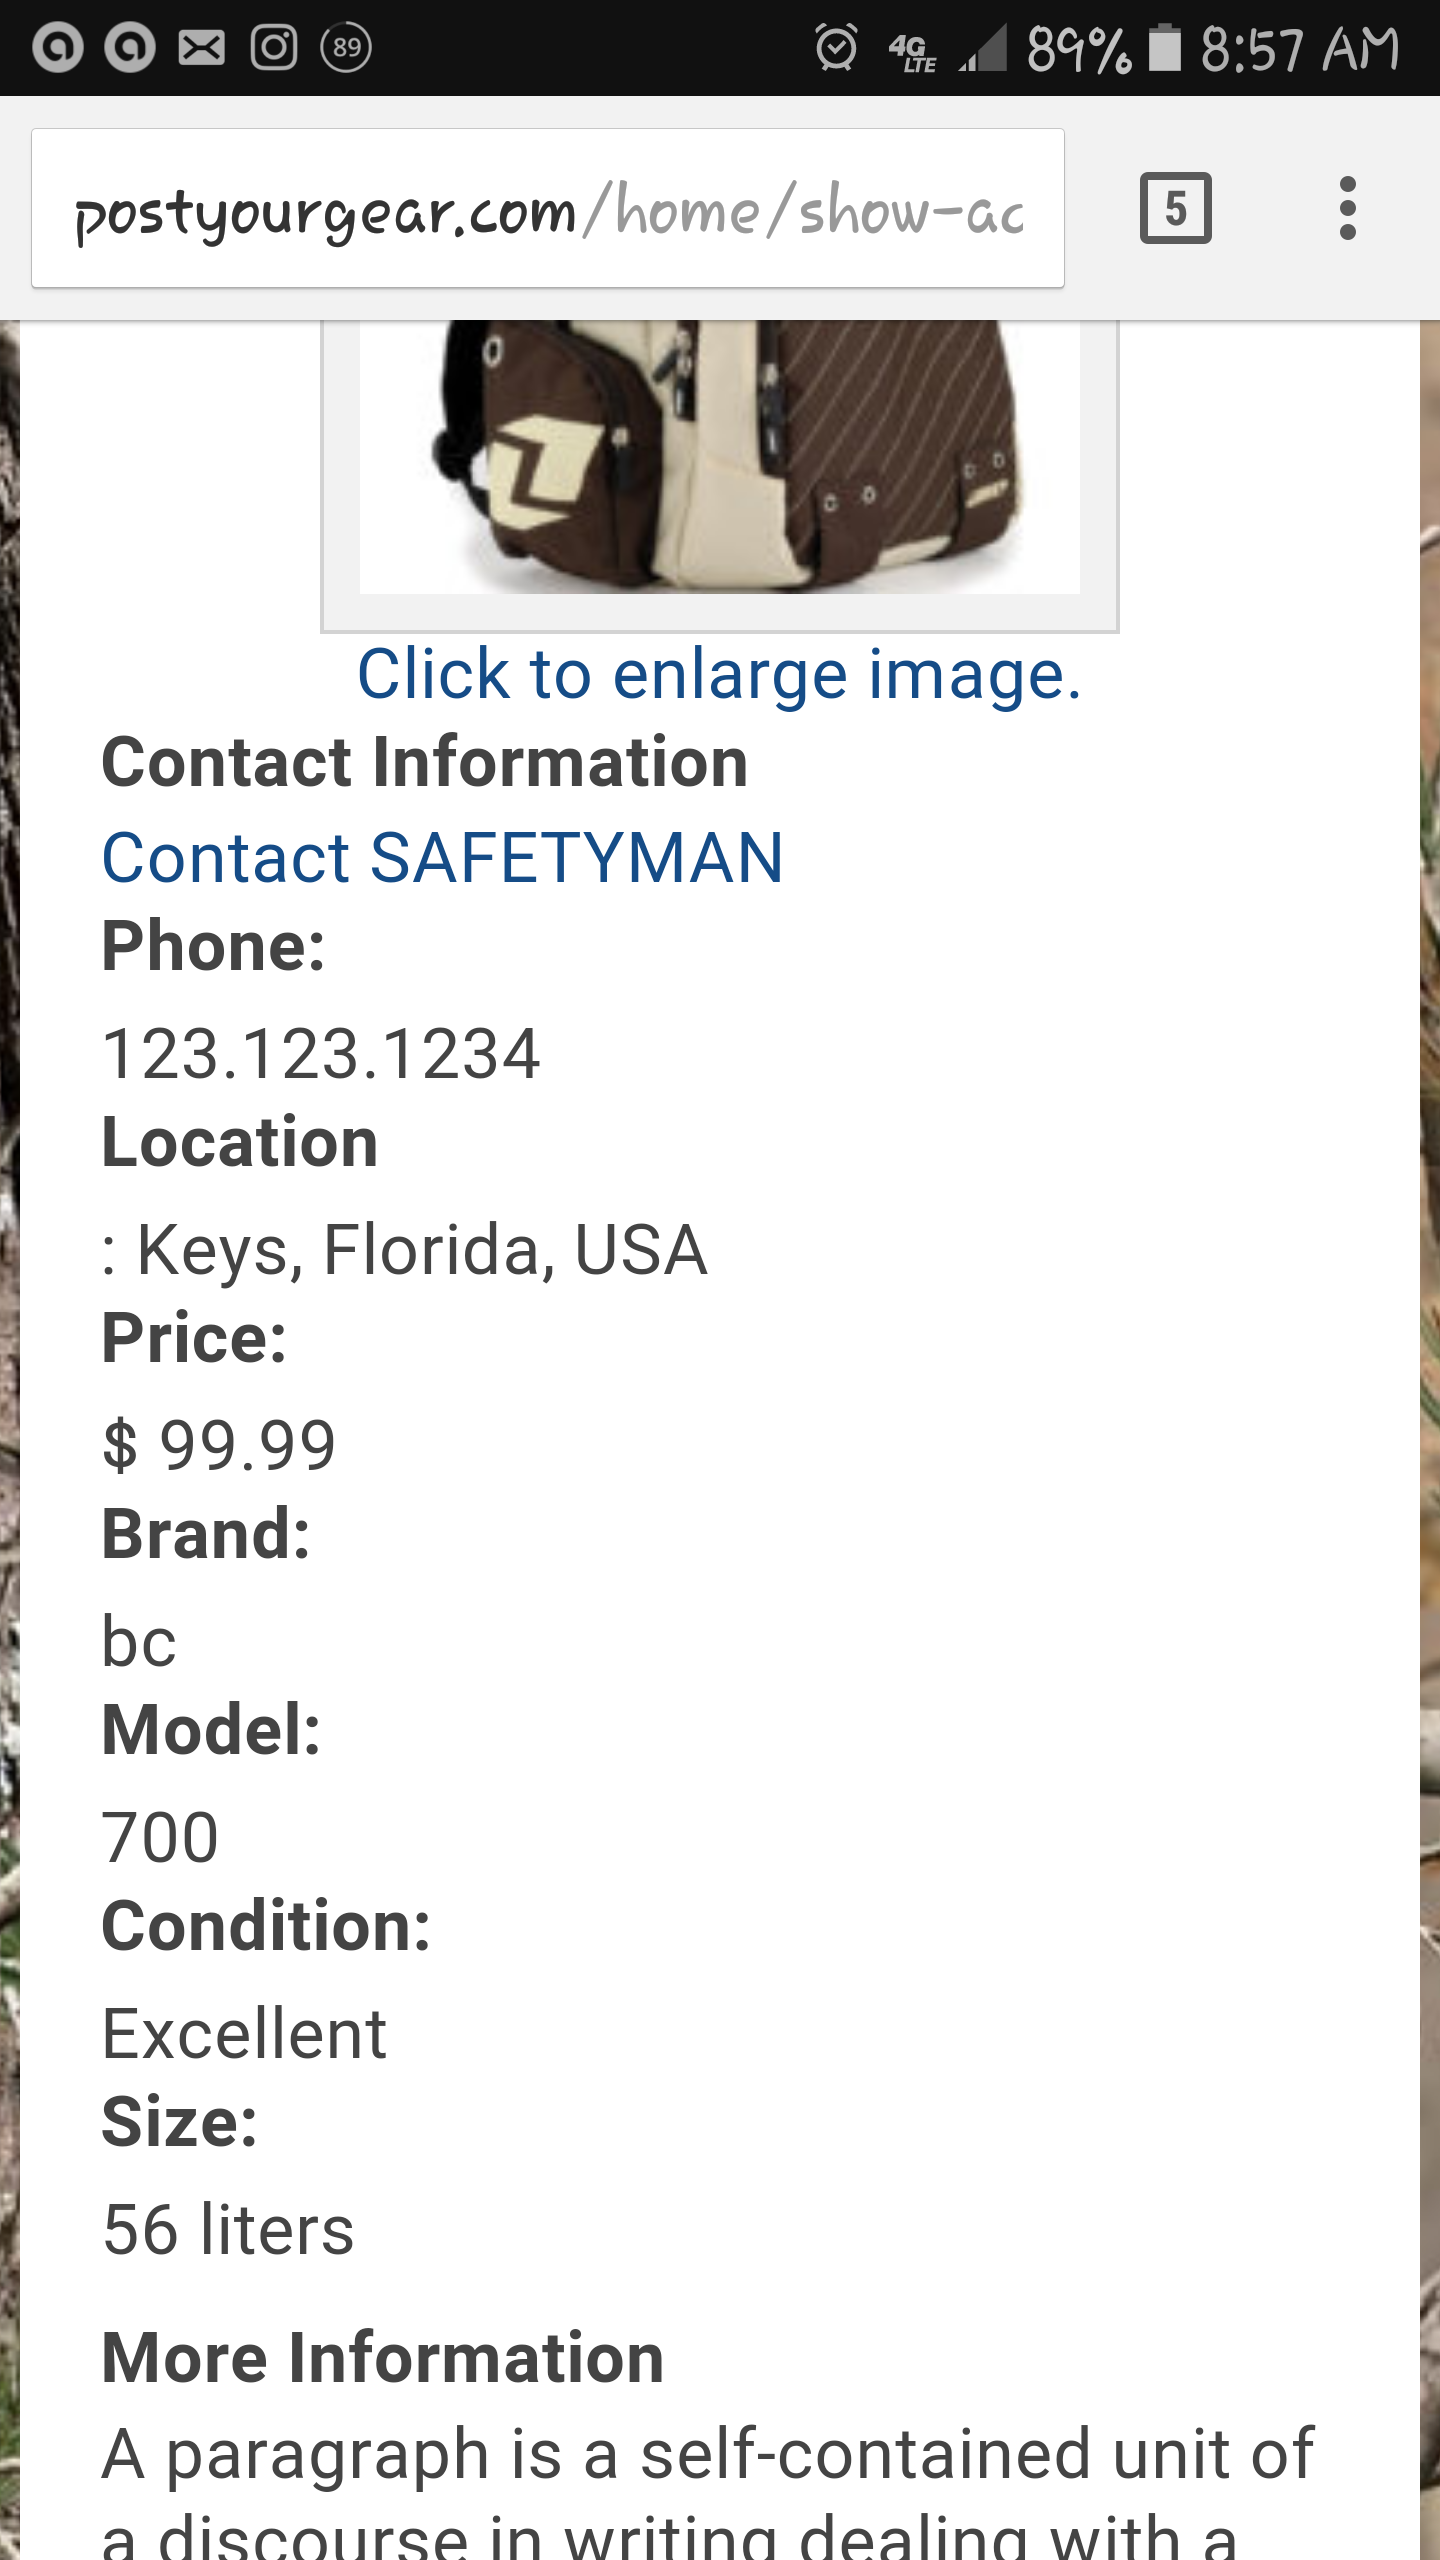 89
4G LTE 89% 8:57 AM
postyourgear.com/home/show-ac
5
Click to enlarge image.
Contact Information
Contact SAFETYMAN
Phone:
123.123.1234
Location
: Keys, Florida, USA
Price:
$ 99.99
Brand:
bc
Model:
700
Condition:
Excellent
Size:
56 liters
More Information
A paragraph is a self-contained unit of
a discourse in writing dealing with a